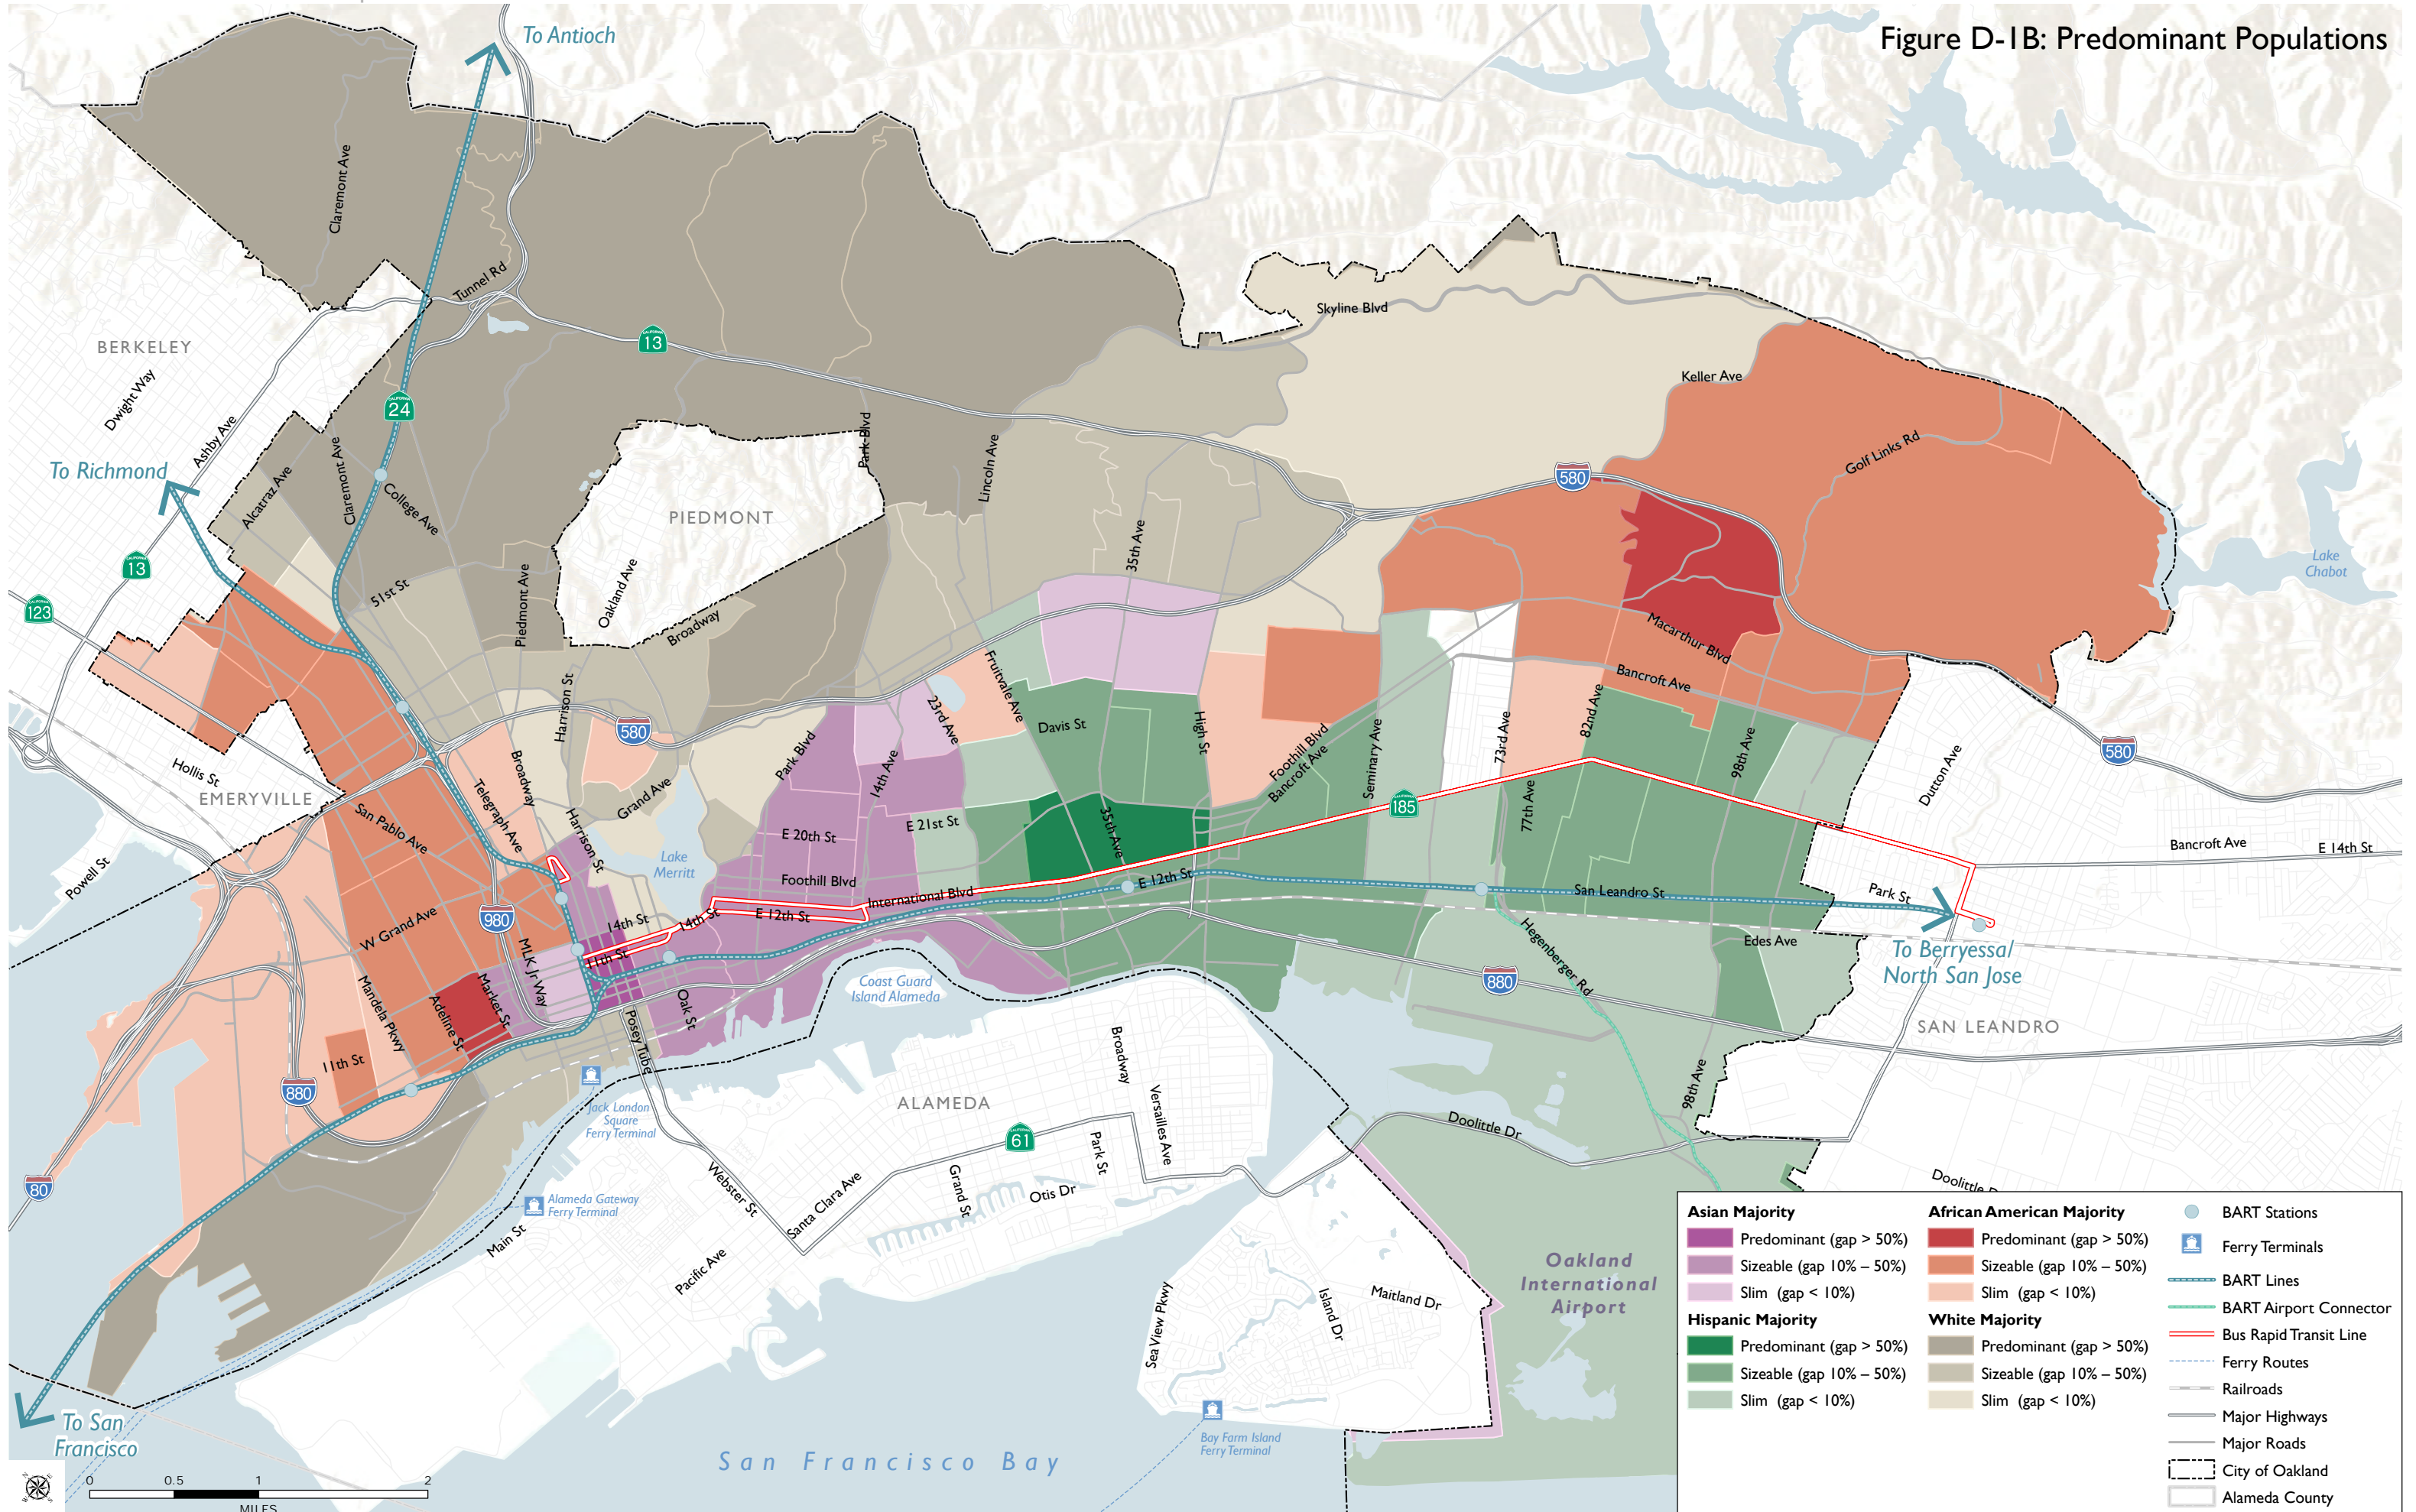 Figure D-1B: Predominant Populations
To Antioch
Claremont Ave
Tunnel Rd
13
BERKELEY
Dwight Way
24
Ashby Ave
To Richmond
Alcatraz Ave
Claremont Ave
College Ave
Skyline Blvd
Keller Ave
Golf Links Rd
580
Park Blvd
Lincoln Ave
35th Ave
PIEDMONT
Oakland Ave
Piedmont Ave
Broadway
51st St
13
123
Lake
Chabot
Macarthur Blvd
Bancroft Ave
Fruitvale Ave
23rd Ave
Davis St
High St
Foothill Blvd
Bancroft Ave
Seminary Ave
73rd Ave
82nd Ave
98th Ave
77th Ave
Dutton Ave
580
Harrison St
580
Broadway
Telegraph Ave
Harrison St
Grand Ave
Park Blvd
14th Ave
Hollis St
EMERYVILLE
San Pablo Ave
Powell St
E 20th St
E 21st St
35th Ave
185
Lake
Merritt
Foothill Blvd
International Blvd
E 12th St
E 12th St
San Leandro St
Park St
Bancroft Ave
E 14th St
W Grand Ave
980
14th St
14th St
11th St
MLK Jr Way
Market St
Adeline St
Mandela Pkwy
11th St
Oak St
Posey Tube
880
80
Coast Guard
Island Alameda
Hegenberger Rd
880
Edes Ave
To Berryessa/
North San Jose
SAN LEANDRO
98th Ave
Jack London
Square
Ferry Terminal
ALAMEDA
Broadway
Versailles Ave
61
Park St
Grand St
Otis Dr
Doolittle Dr
Doolittle D
Alameda Gateway
Ferry Terminal
Webster St
Santa Clara Ave
Main St
Pacific Ave
Sea View Pkwy
Island Dr
Maitland Dr
Oakland
International
Airport
Bay Farm Island
Ferry Terminal
San Francisco Bay
To San
Francisco
0 0.5 1 2
MILES
Asian Majority
Predominant (gap > 50%)
Sizeable (gap 10% – 50%)
Slim (gap < 10%)
Hispanic Majority
Predominant (gap > 50%)
Sizeable (gap 10% – 50%)
Slim (gap < 10%)
African American Majority
Predominant (gap > 50%)
Sizeable (gap 10% – 50%)
Slim (gap < 10%)
White Majority
Predominant (gap > 50%)
Sizeable (gap 10% – 50%)
Slim (gap < 10%)
BART Stations
Ferry Terminals
BART Lines
BART Airport Connector
Bus Rapid Transit Line
Ferry Routes
Railroads
Major Highways
Major Roads
City of Oakland
Alameda County